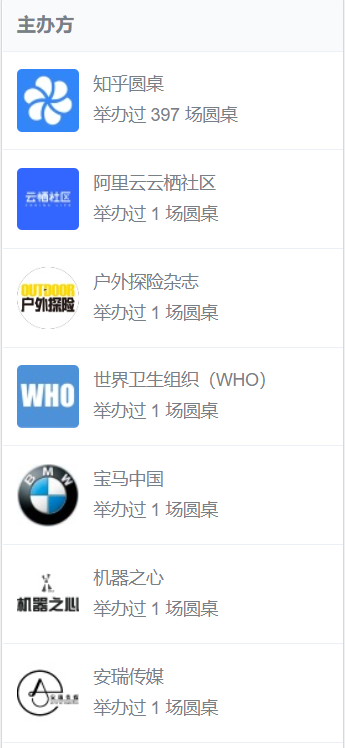 主办方
知乎圆桌
举办过 397 场圆桌
云栖社区
阿里云云栖社区
举办过 1 场圆桌
OUTDOOR
户外探险
户外探险杂志
举办过 1 场圆桌
WHO
世界卫生组织（WHO）
举办过 1 场圆桌
BMW
宝马中国
举办过 1 场圆桌
机器之心
机器之心
举办过 1 场圆桌
安瑞传媒
举办过 1 场圆桌